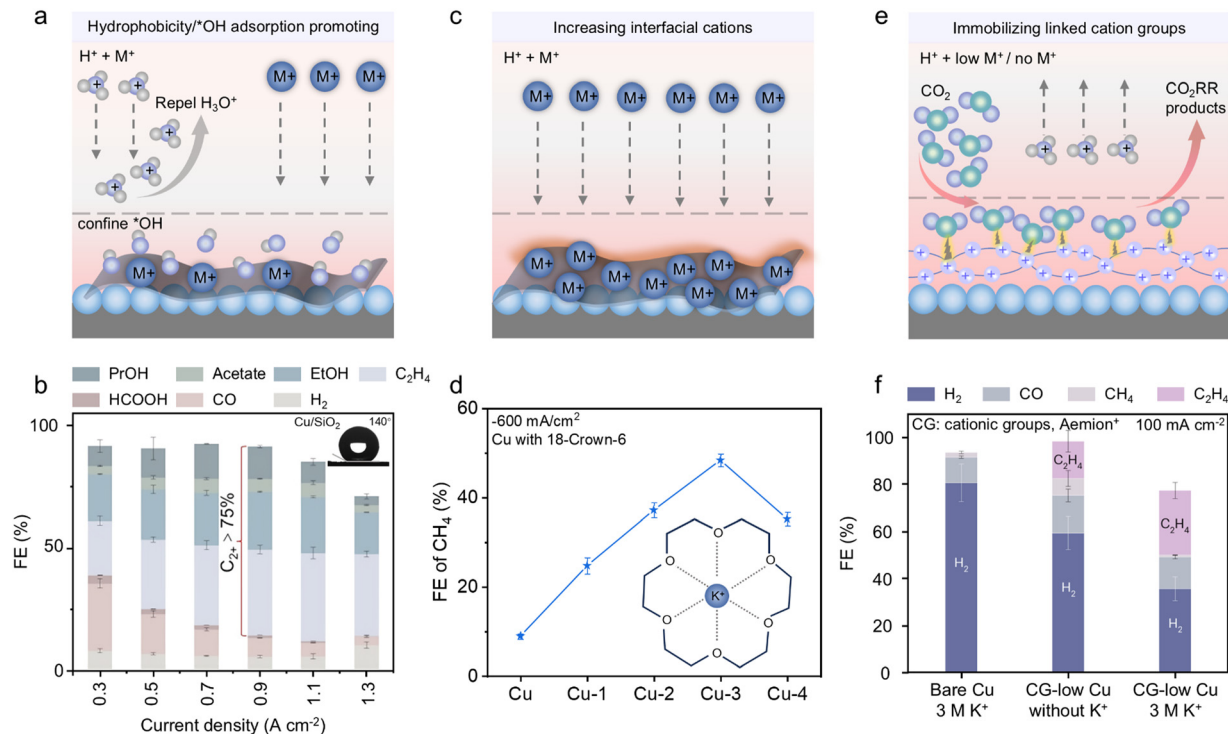 a
Hydrophobicity/*OH adsorption promoting
H⁺ + M⁺
Repel H₃O⁺
M+ M+ M+
+ + + + +
confine *OH
M+ M+ M+
c
Increasing interfacial cations
H⁺ + M⁺
M+ M+ M+ M+ M+ M+
M+ M+ M+ M+ M+ M+ M+ M+ M+ M+
e
Immobilizing linked cation groups
H⁺ + low M⁺ / no M⁺
CO₂
CO₂RR
products
+ + +
b
PrOH Acetate EtOH C₂H₄
HCOOH CO H₂
100
50
0
FE (%)
Cu/SiO₂ 140°
C₂₊ > 75%
0.3 0.5 0.7 0.9 1.1 1.3
Current density (A cm⁻²)
d
60
40
20
0
FE of CH₄ (%)
-600 mA/cm²
Cu with 18-Crown-6
O O O O O O
K⁺
Cu Cu-1 Cu-2 Cu-3 Cu-4
f
H₂ CO CH₄ C₂H₄
100
80
60
40
20
0
FE (%)
CG: cationic groups, Aemion⁺ 100 mA cm⁻²
H₂
C₂H₄
H₂
C₂H₄
H₂
Bare Cu
3 M K⁺
CG-low Cu
without K⁺
CG-low Cu
3 M K⁺